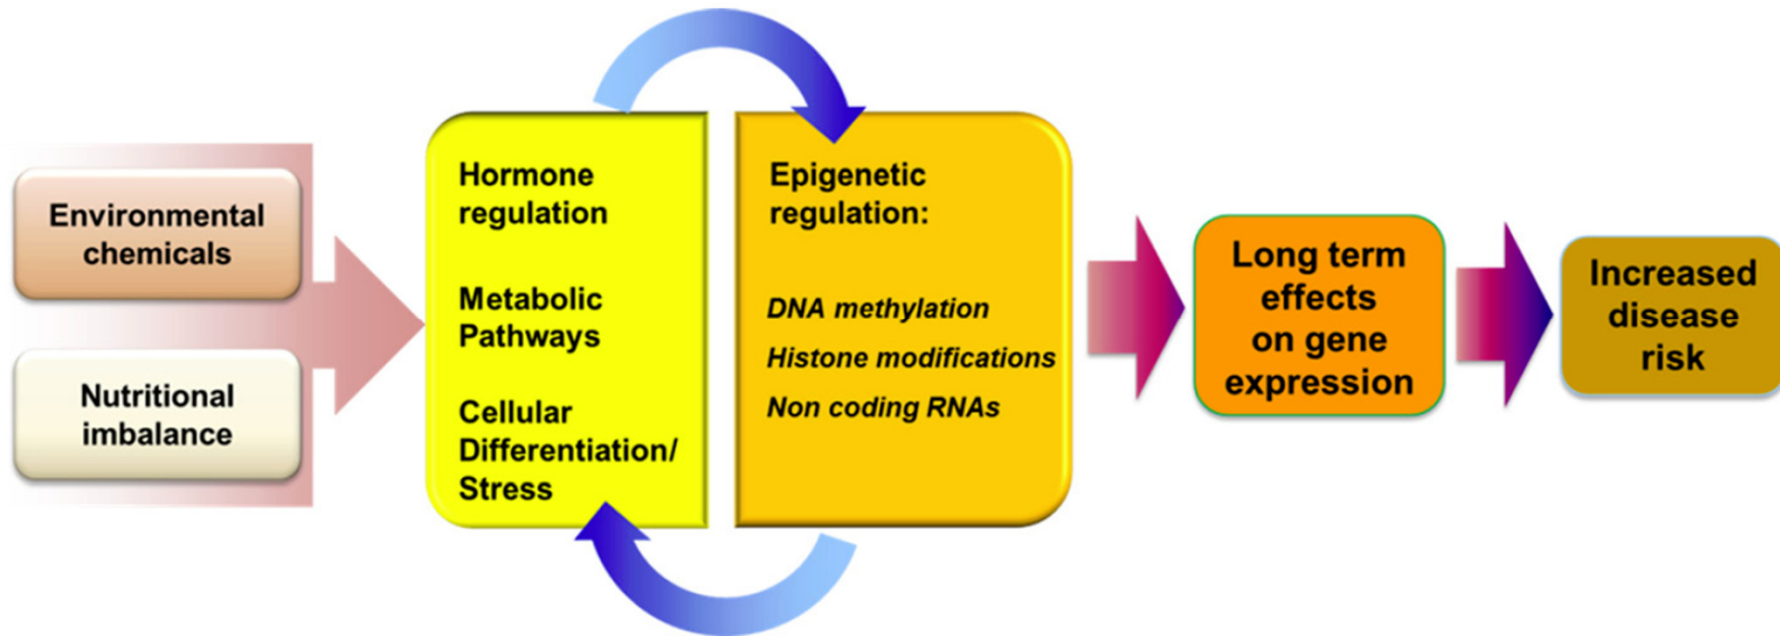 Environmental
chemicals
Nutritional
imbalance
Hormone
regulation
Metabolic
Pathways
Cellular
Differentiation/
Stress
Epigenetic
regulation:
DNA methylation
Histone modifications
Non coding RNAs
Long term
effects
on gene
expression
Increased
disease
risk